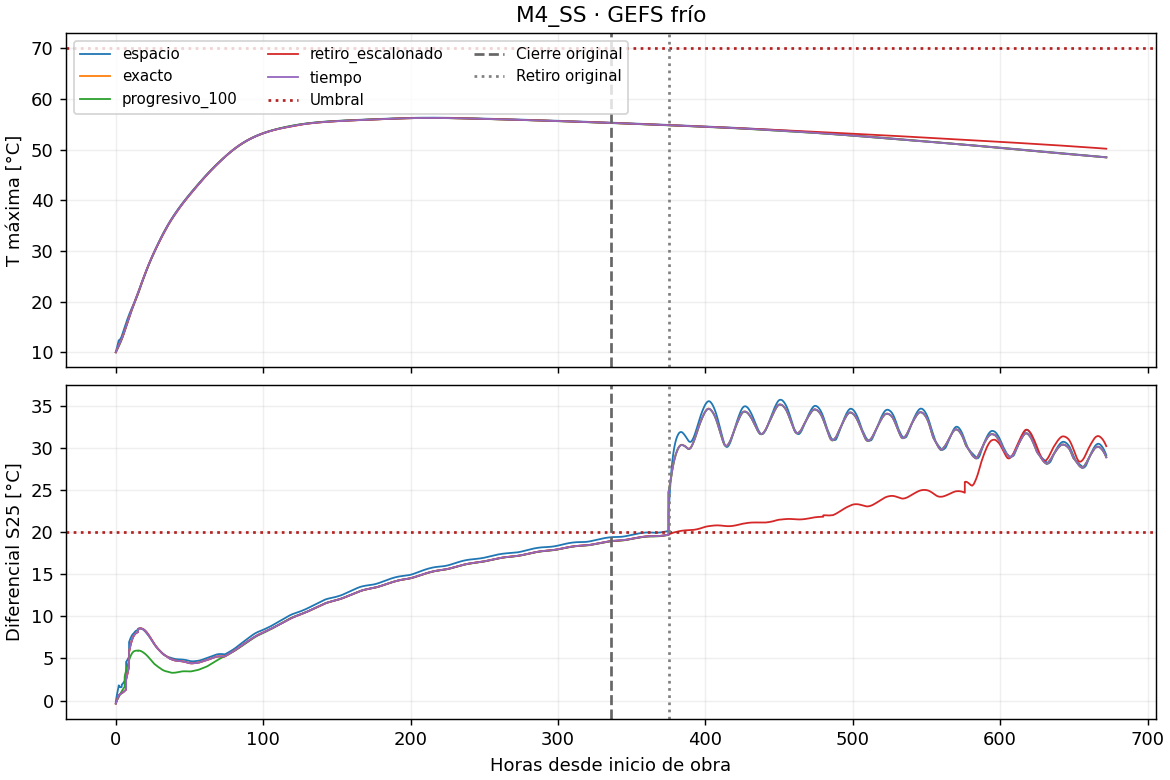 M4_SS · GEFS frío
espacio
exacto
progresivo_100
retiro_escalonado
tiempo
Umbral
Cierre original
Retiro original
T máxima [°C]
70
60
50
40
30
20
10
Diferencial S25 [°C]
35
30
25
20
15
10
5
0
0 100 200 300 400 500 600 700
Horas desde inicio de obra